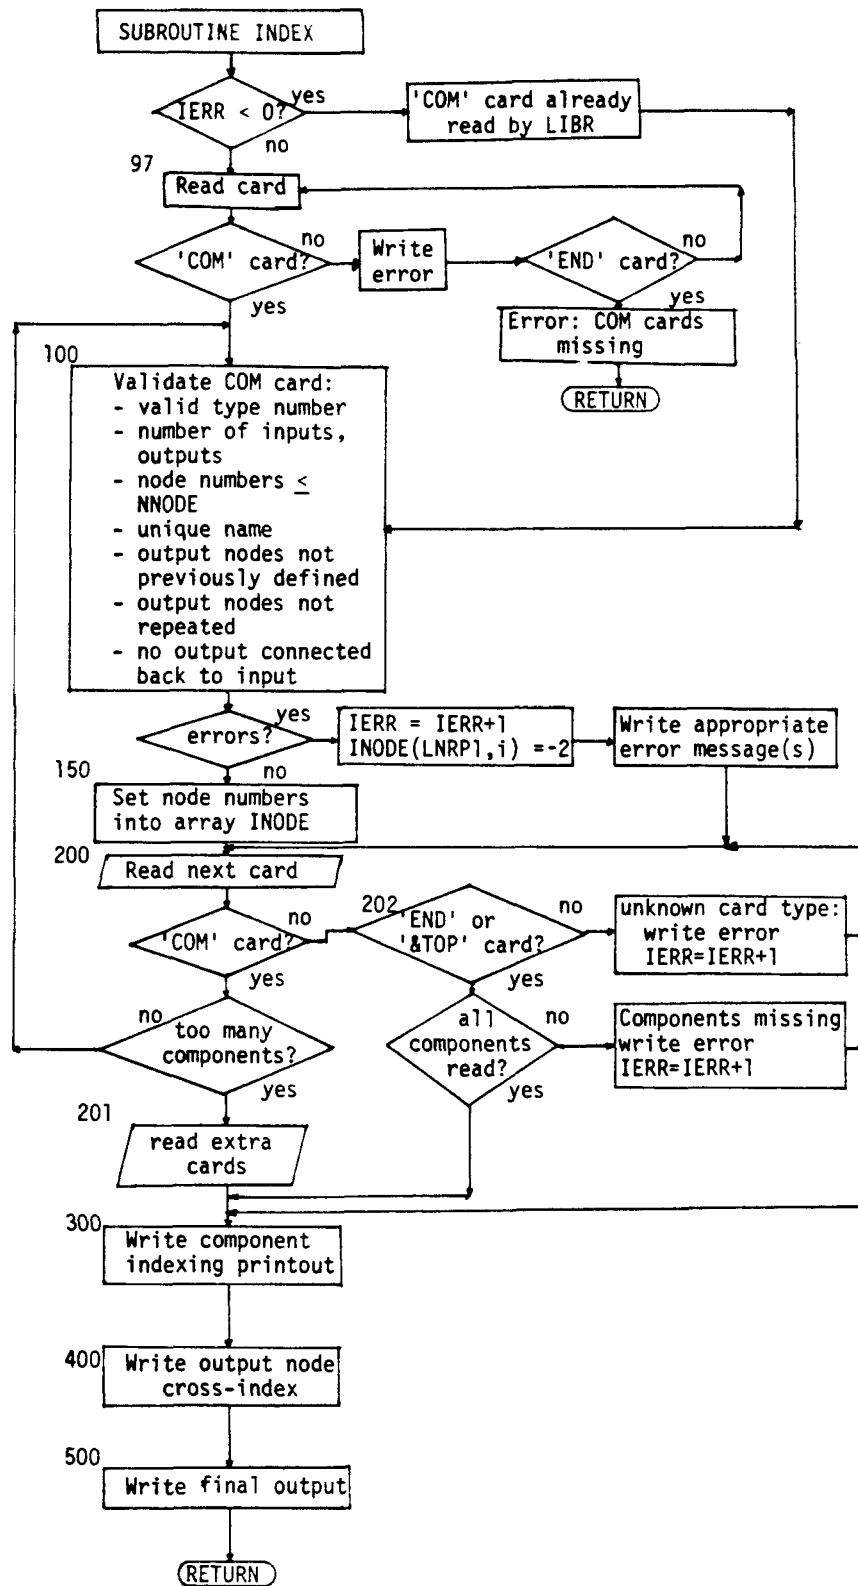 SUBROUTINE INDEX
IERR < 0?
yes
'COM' card already
read by LIBR
no
97
Read card
'COM' card?
no
Write
error
'END' card?
no
yes
yes
Error: COM cards
missing
RETURN
100
Validate COM card:
- valid type number
- number of inputs,
outputs
- node numbers ≤
NNODE
- unique name
- output nodes not
previously defined
- output nodes not
repeated
- no output connected
back to input
errors?
yes
IERR = IERR+1
INODE(LNRP1,i) =-2
Write appropriate
error message(s)
no
150
Set node numbers
into array INODE
200
Read next card
'COM' card?
no
202
'END' or
'&TOP' card?
no
unknown card type:
write error
IERR=IERR+1
yes
yes
no
too many
components?
all
components
read?
no
Components missing
write error
IERR=IERR+1
yes
yes
201
read extra
cards
300
Write component
indexing printout
400
Write output node
cross-index
500
Write final output
RETURN